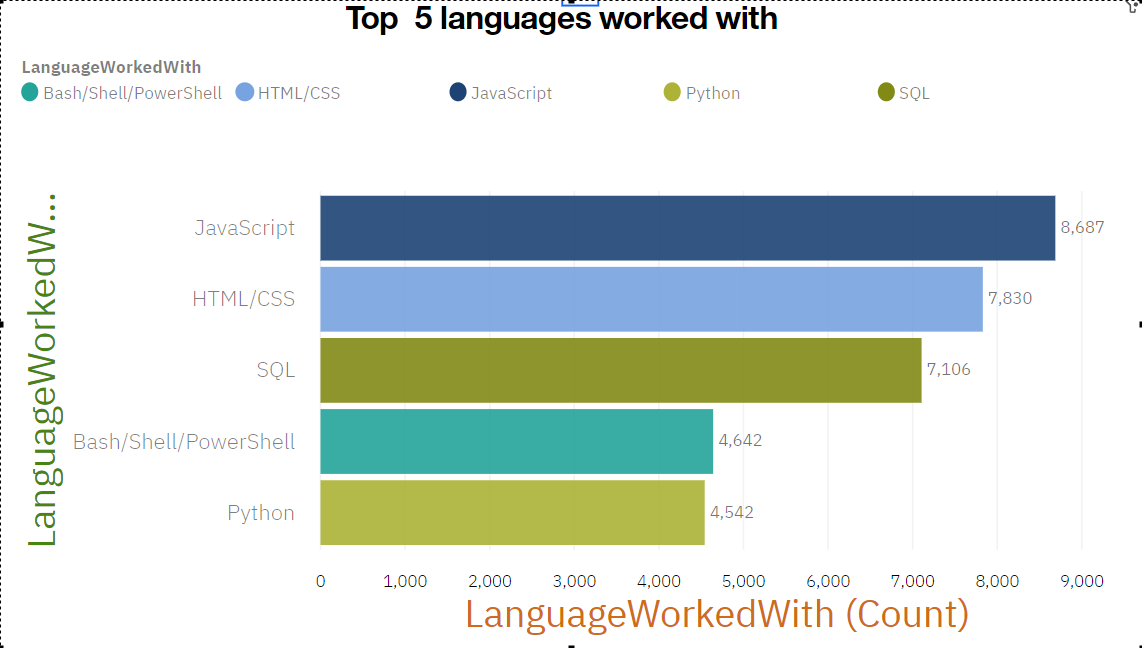 Top  5 languages worked with
LanguageWorkedWith
Bash/Shell/PowerShell HTML/CSS JavaScript Python SQL
LanguageWorkedW...
JavaScript 8,687
HTML/CSS 7,830
SQL 7,106
Bash/Shell/PowerShell 4,642
Python 4,542
0 1,000 2,000 3,000 4,000 5,000 6,000 7,000 8,000 9,000
LanguageWorkedWith (Count)